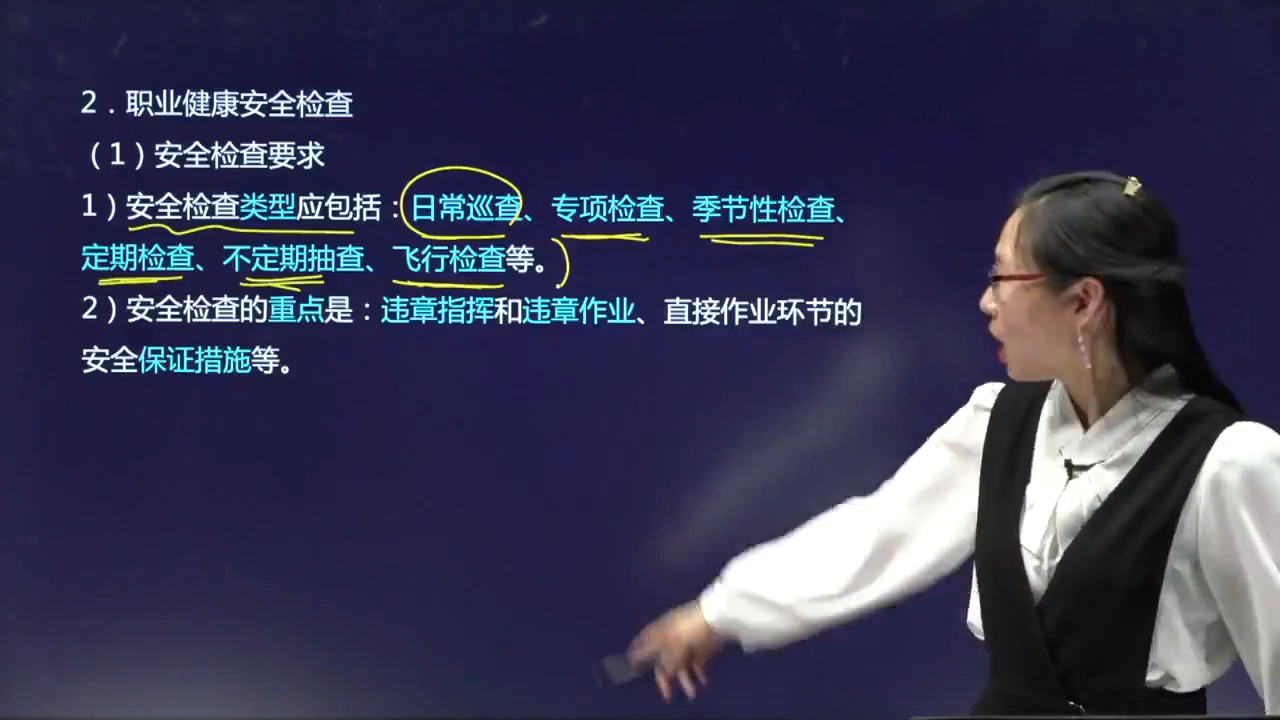 2．职业健康安全检查
（1）安全检查要求
1）安全检查类型应包括：日常巡查、专项检查、季节性检查、
定期检查、不定期抽查、飞行检查等。
2）安全检查的重点是：违章指挥和违章作业、直接作业环节的
安全保证措施等。